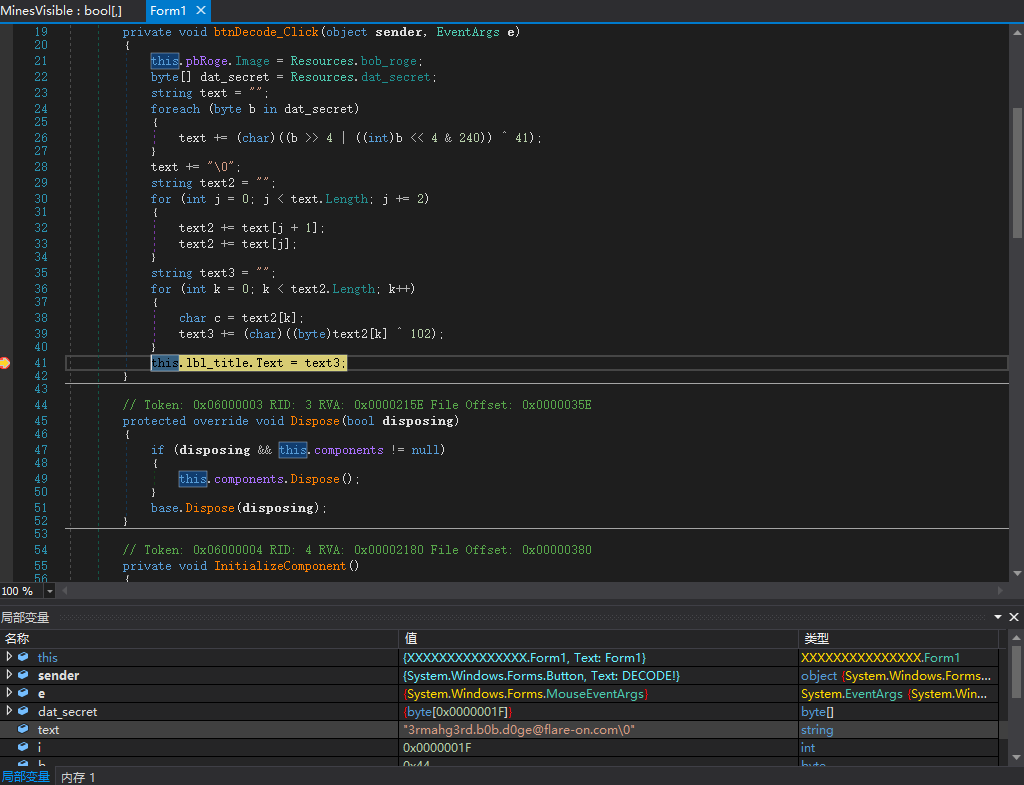 MinesVisible : bool[,] Form1 ✕
19 private void btnDecode_Click(object sender, EventArgs e)
20 {
21 this.pbRoge.Image = Resources.bob_roge;
22 byte[] dat_secret = Resources.dat_secret;
23 string text = "";
24 foreach (byte b in dat_secret)
25 {
26 text += (char)((b >> 4 | ((int)b << 4 & 240)) ^ 41);
27 }
28 text += "\0";
29 string text2 = "";
30 for (int j = 0; j < text.Length; j += 2)
31 {
32 text2 += text[j + 1];
33 text2 += text[j];
34 }
35 string text3 = "";
36 for (int k = 0; k < text2.Length; k++)
37 {
38 char c = text2[k];
39 text3 += (char)((byte)text2[k] ^ 102);
40 }
41 this.lbl_title.Text = text3;
42 }
43
44 // Token: 0x06000003 RID: 3 RVA: 0x0000215E File Offset: 0x0000035E
45 protected override void Dispose(bool disposing)
46 {
47 if (disposing && this.components != null)
48 {
49 this.components.Dispose();
50 }
51 base.Dispose(disposing);
52 }
53
54 // Token: 0x06000004 RID: 4 RVA: 0x00002180 File Offset: 0x00000380
55 private void InitializeComponent()
56 {
100 %
局部变量
名称 值 类型
this {XXXXXXXXXXXXXXX.Form1, Text: Form1} XXXXXXXXXXXXXXX.Form1
sender {System.Windows.Forms.Button, Text: DECODE!} object {System.Windows.Forms...
e {System.Windows.Forms.MouseEventArgs} System.EventArgs {System.Win...
dat_secret {byte[0x0000001F]} byte[]
text "3rmahg3rd.b0b.d0ge@flare-on.com\0" string
i 0x0000001F int
b 0x44 byte
局部变量 内存 1